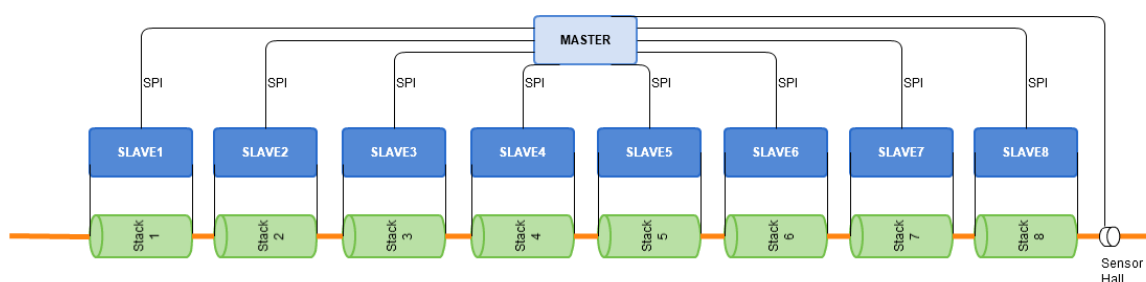 MASTER
SPI
SPI
SPI
SPI
SPI
SPI
SPI
SPI
SLAVE1
SLAVE2
SLAVE3
SLAVE4
SLAVE5
SLAVE6
SLAVE7
SLAVE8
Stack
1
Stack
2
Stack
3
Stack
4
Stack
5
Stack
6
Stack
7
Stack
8
Sensor
Hall